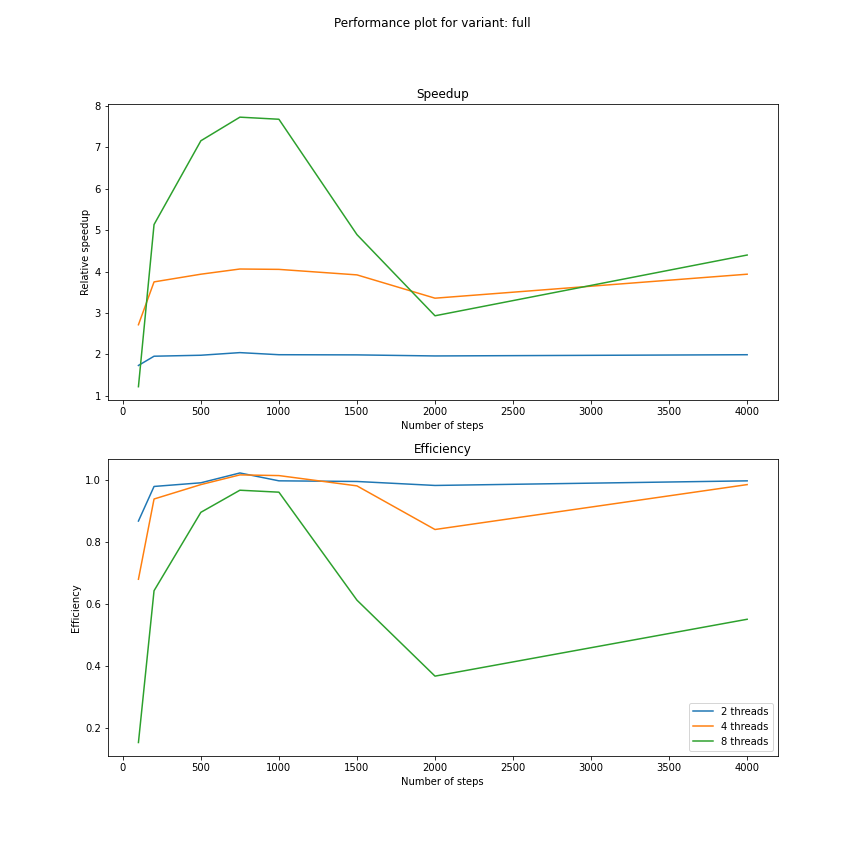 Performance plot for variant: full
Speedup
8
7
6
5
4
3
2
1
Relative speedup
0 500 1000 1500 2000 2500 3000 3500 4000
Number of steps
Efficiency
1.0
0.8
0.6
0.4
0.2
Efficiency
2 threads
4 threads
8 threads
0 500 1000 1500 2000 2500 3000 3500 4000
Number of steps